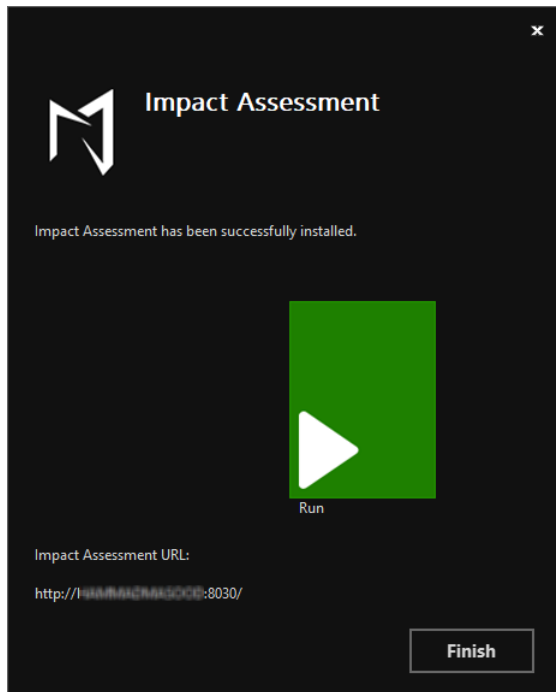 Impact Assessment
Impact Assessment has been successfully installed.
Run
Impact Assessment URL:
http:// :8030/
Finish